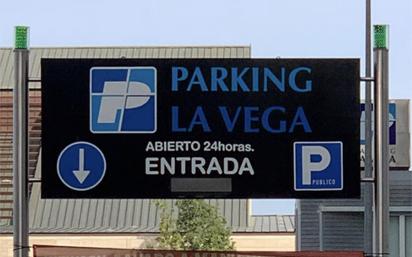 PARKING
LA VEGA
ABIERTO 24horas.
ENTRADA
P
PUBLICO